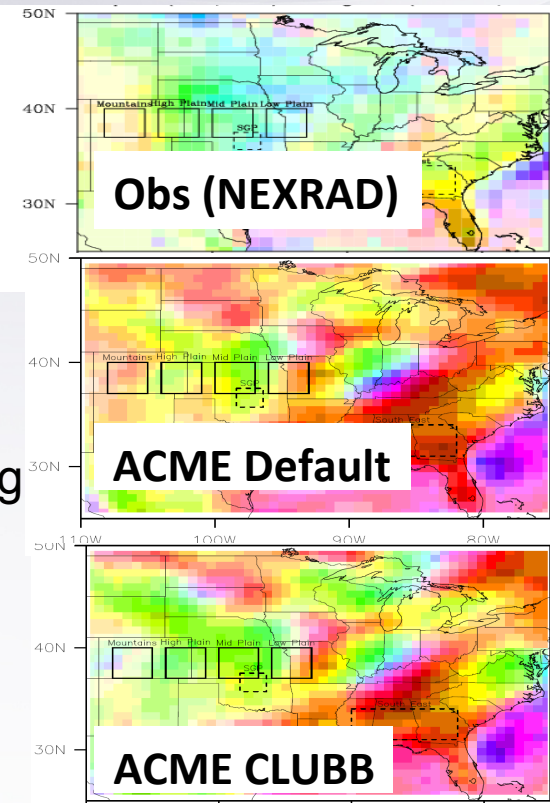 50N
40N
30N
Mountains High Plain Mid Plain Low Plain
SGP
Obs (NEXRAD)
50N
40N
30N
Mountains High Plain Mid Plain Low Plain
SGP
South East
ACME Default
110W 100W 90W 80W
g
50N
40N
30N
Mountains High Plain Mid Plain Low Plain
SGP
South East
ACME CLUBB